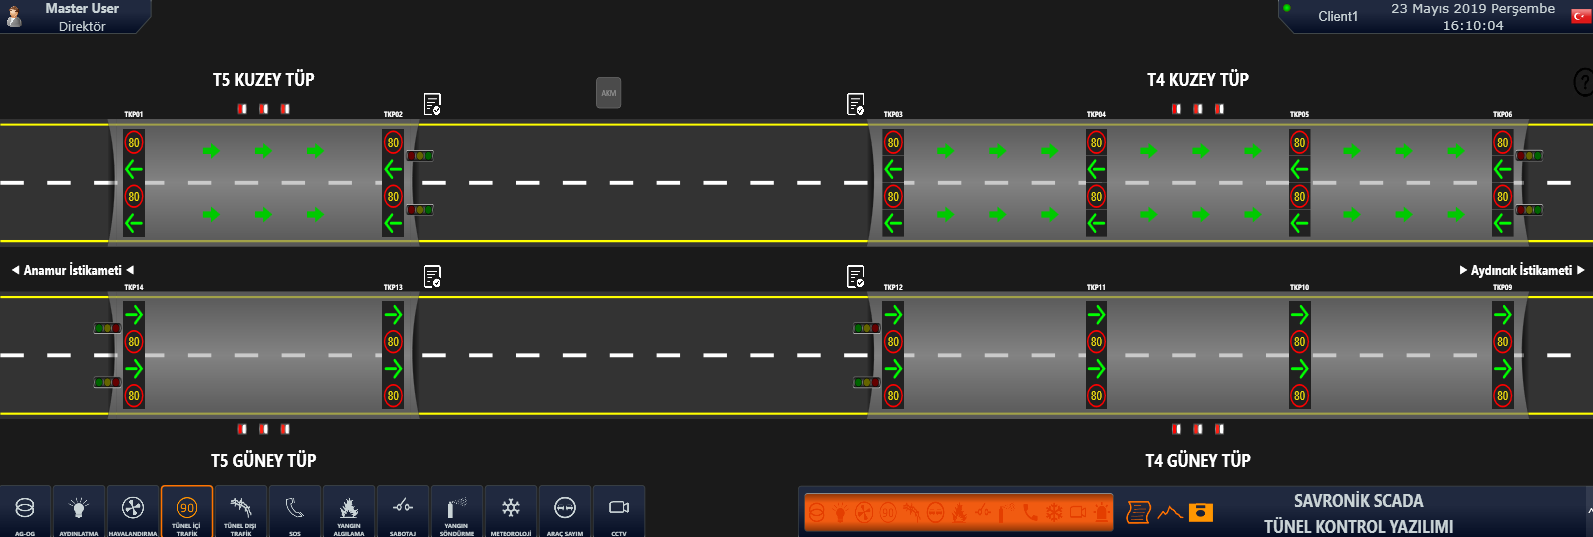 Master User
Direktör
Client1
23 Mayıs 2019 Perşembe
16:10:04
T5 KUZEY TÜP
T4 KUZEY TÜP
AKM
?
TKP01
TKP02
TKP03
TKP04
TKP05
TKP06
80 80 80 80 80 80
80 80 80 80 80 80
Anamur İstikameti
Aydıncık İstikameti
TKP14
TKP13
TKP12
TKP11
TKP10
TKP09
80 80 80 80 80 80
80 80 80 80 80 80
T5 GÜNEY TÜP
T4 GÜNEY TÜP
90
AG-OG
AYDINLATMA
HAVALANDIRMA
TÜNEL İÇİ
TRAFİK
TÜNEL DIŞI
TRAFİK
SOS
YANGIN
ALGILAMA
SABOTAJ
YANGIN
SÖNDÜRME
METEOROLOJİ
ARAÇ SAYIM
CCTV
90
SAVRONİK SCADA
TÜNEL KONTROL YAZILIMI